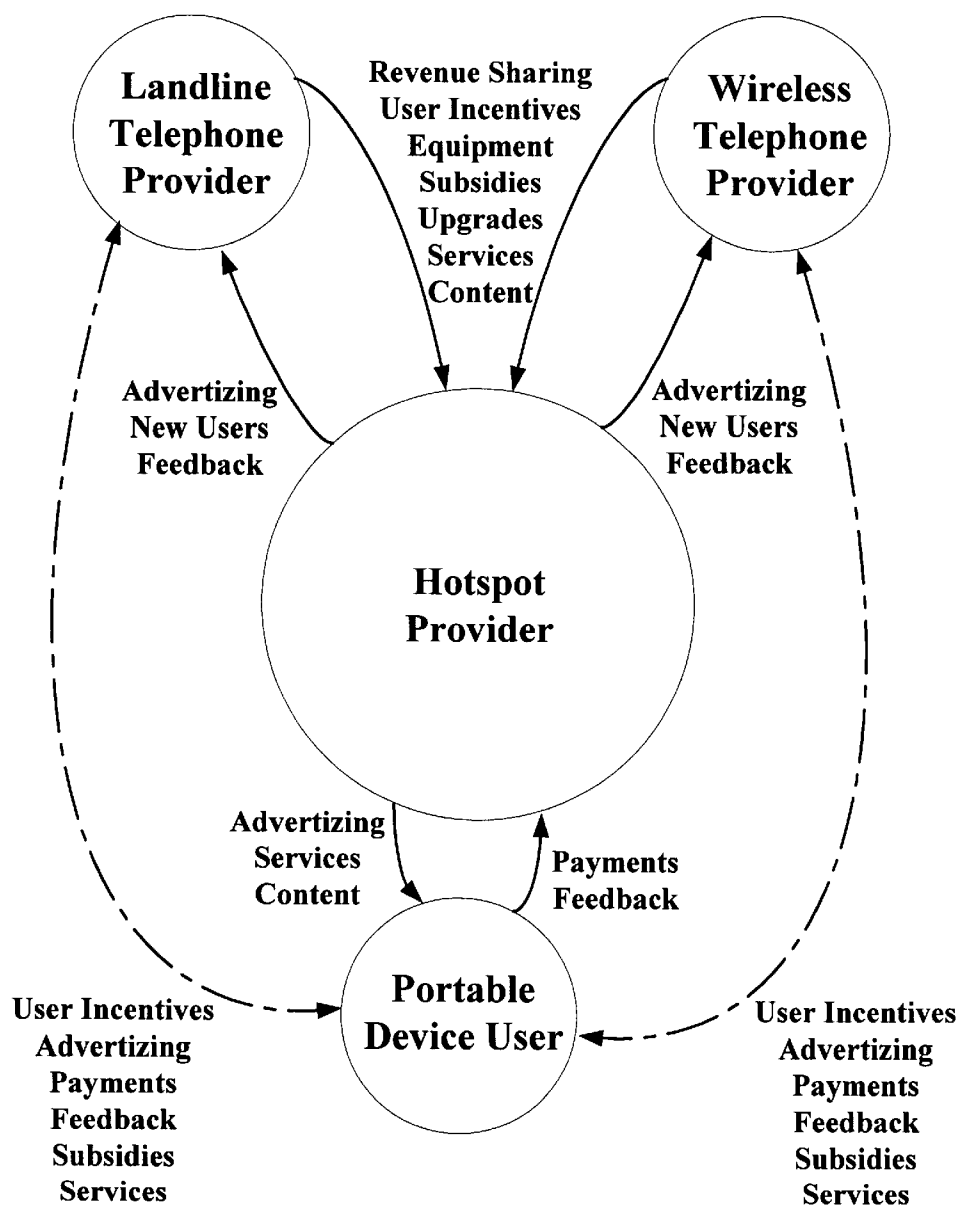 Landline
Telephone
Provider
Revenue Sharing
User Incentives
Equipment
Subsidies
Upgrades
Services
Content
Wireless
Telephone
Provider
Advertizing
New Users
Feedback
Advertizing
New Users
Feedback
Hotspot
Provider
Advertizing
Services
Content
Payments
Feedback
Portable
Device User
User Incentives
Advertizing
Payments
Feedback
Subsidies
Services
User Incentives
Advertizing
Payments
Feedback
Subsidies
Services